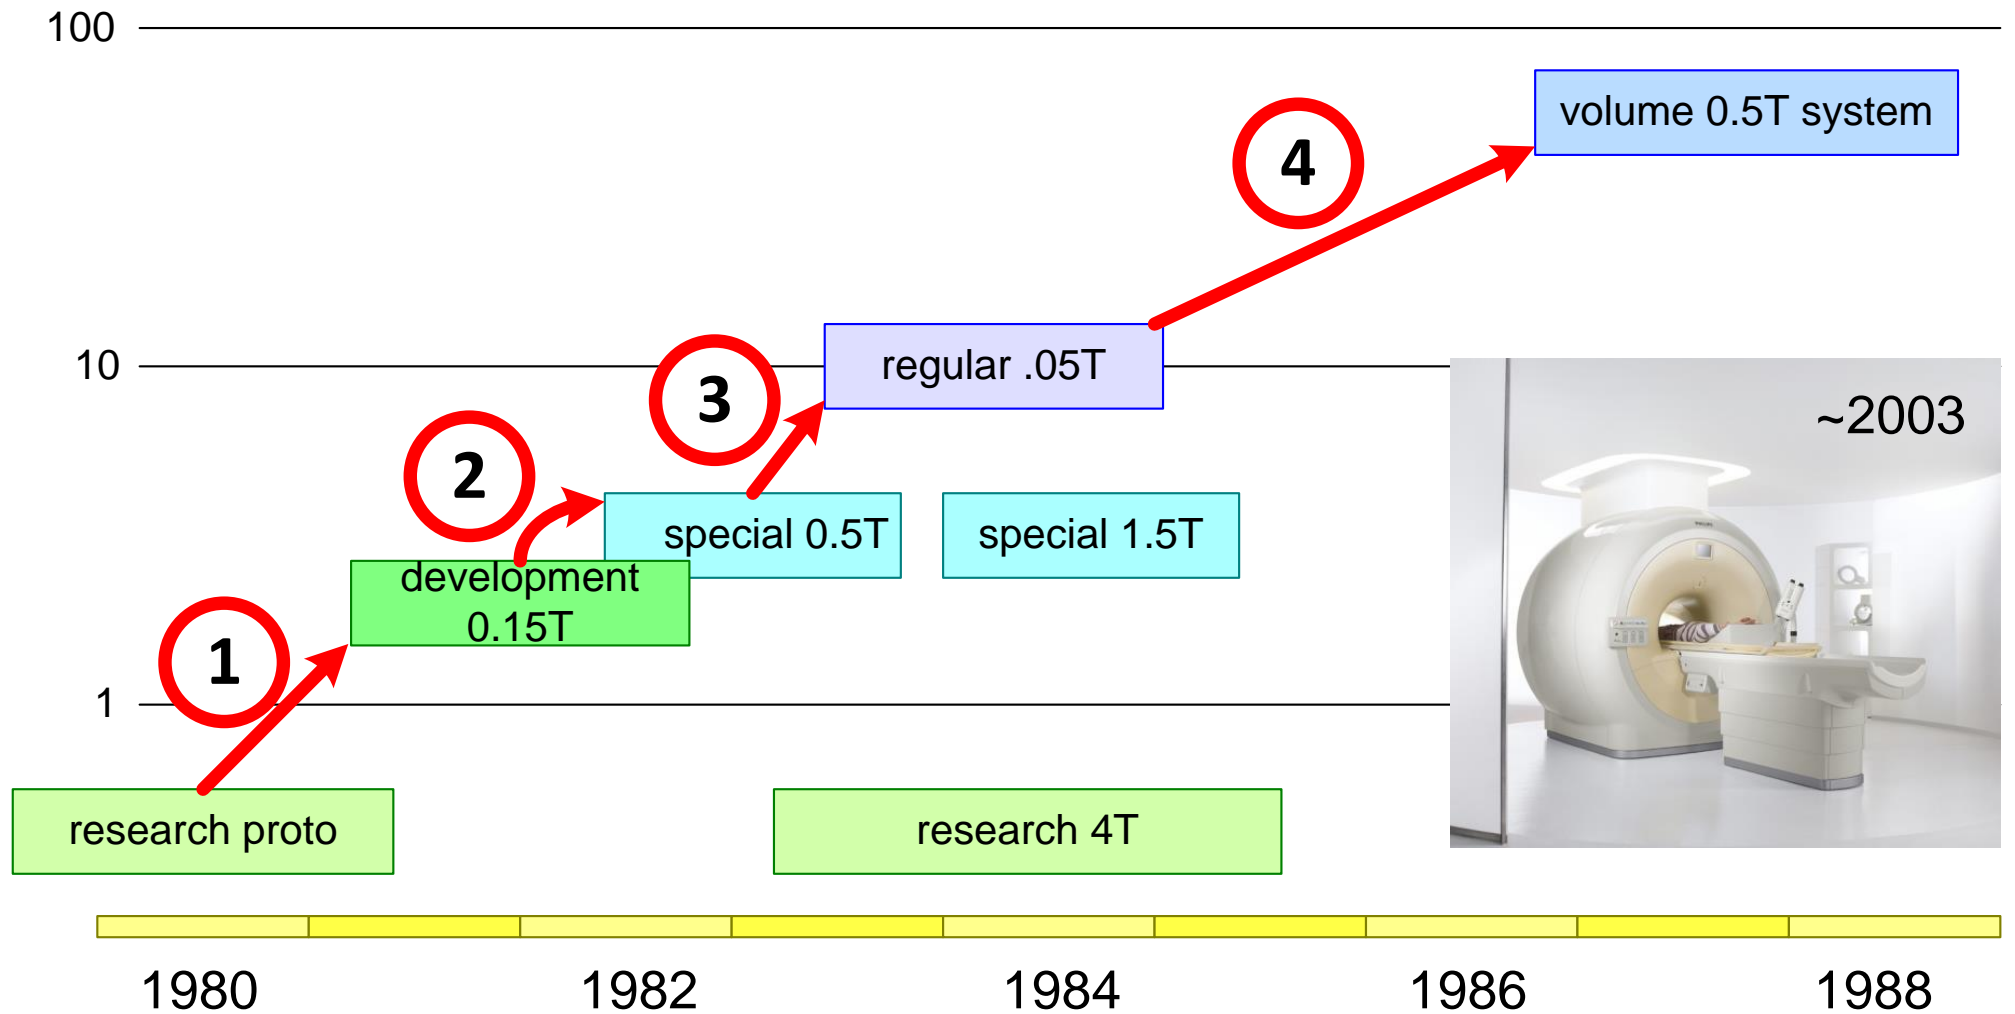 100
volume 0.5T system
4
10
regular .05T
3
~2003
2
special 0.5T
special 1.5T
development
0.15T
1
1
research proto
research 4T
1980
1982
1984
1986
1988